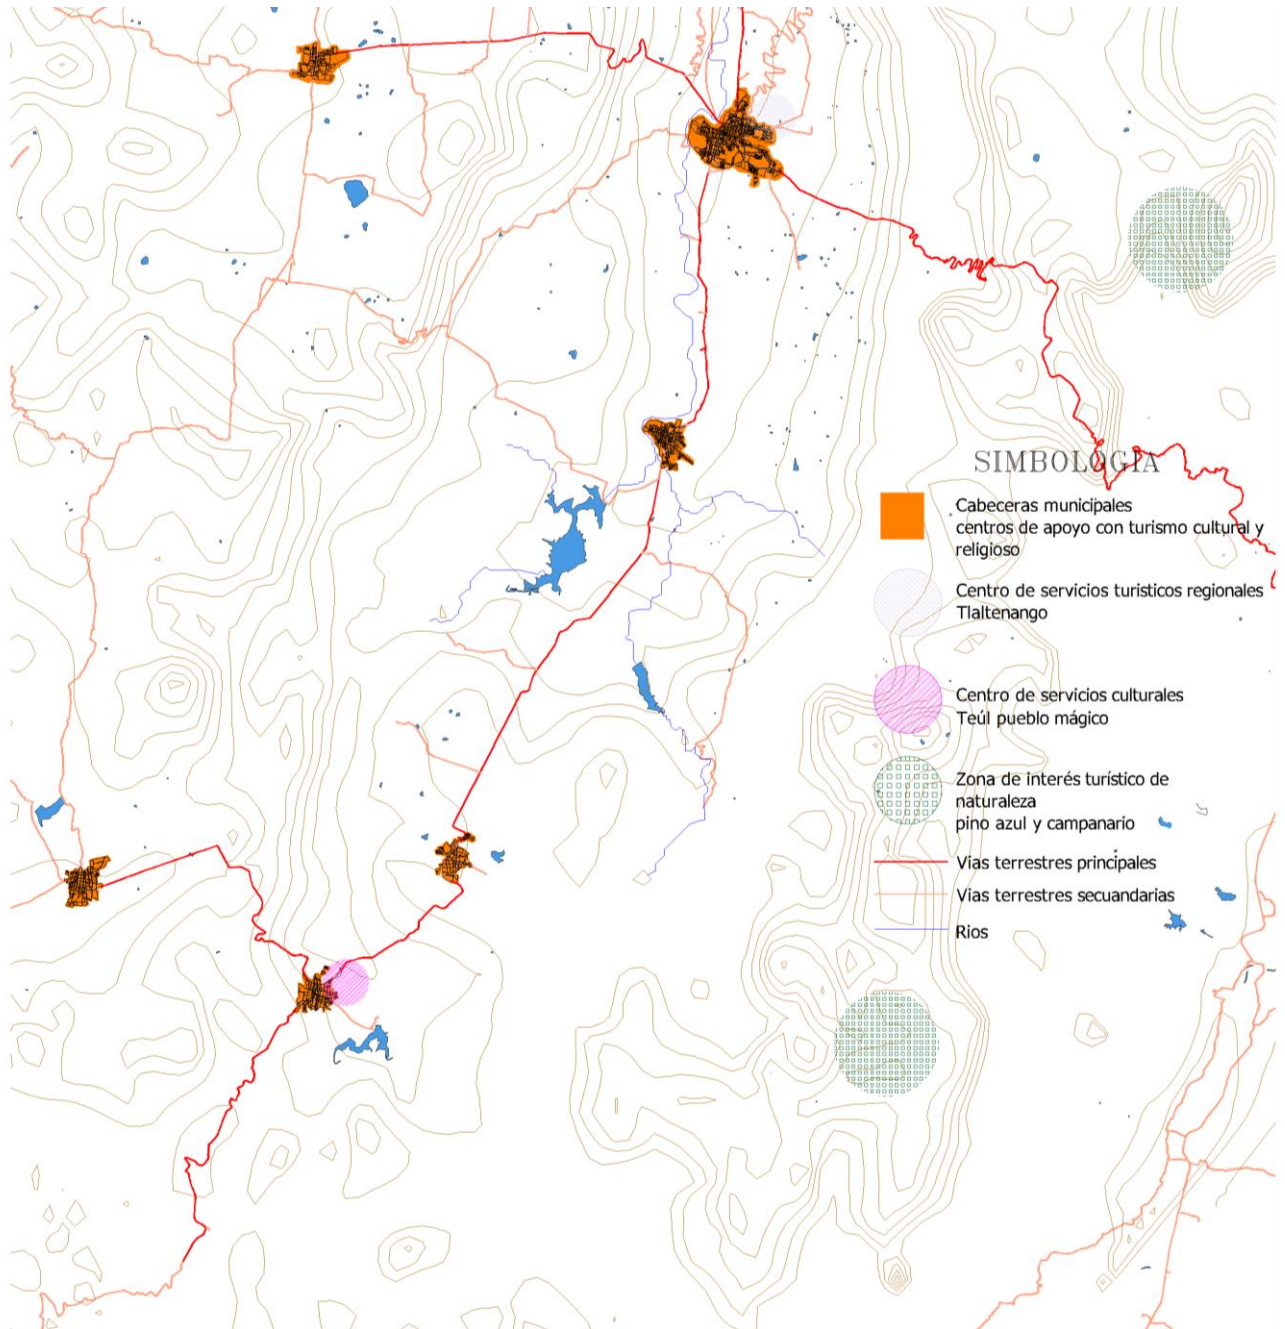 SIMBOLOGIA
Cabeceras municipales
centros de apoyo con turismo cultural y
religioso
Centro de servicios turisticos regionales
Tlaltenango
Centro de servicios culturales
Teúl pueblo mágico
Zona de interés turístico de
naturaleza
pino azul y campanario
Vias terrestres principales
Vias terrestres secuandarias
Rios